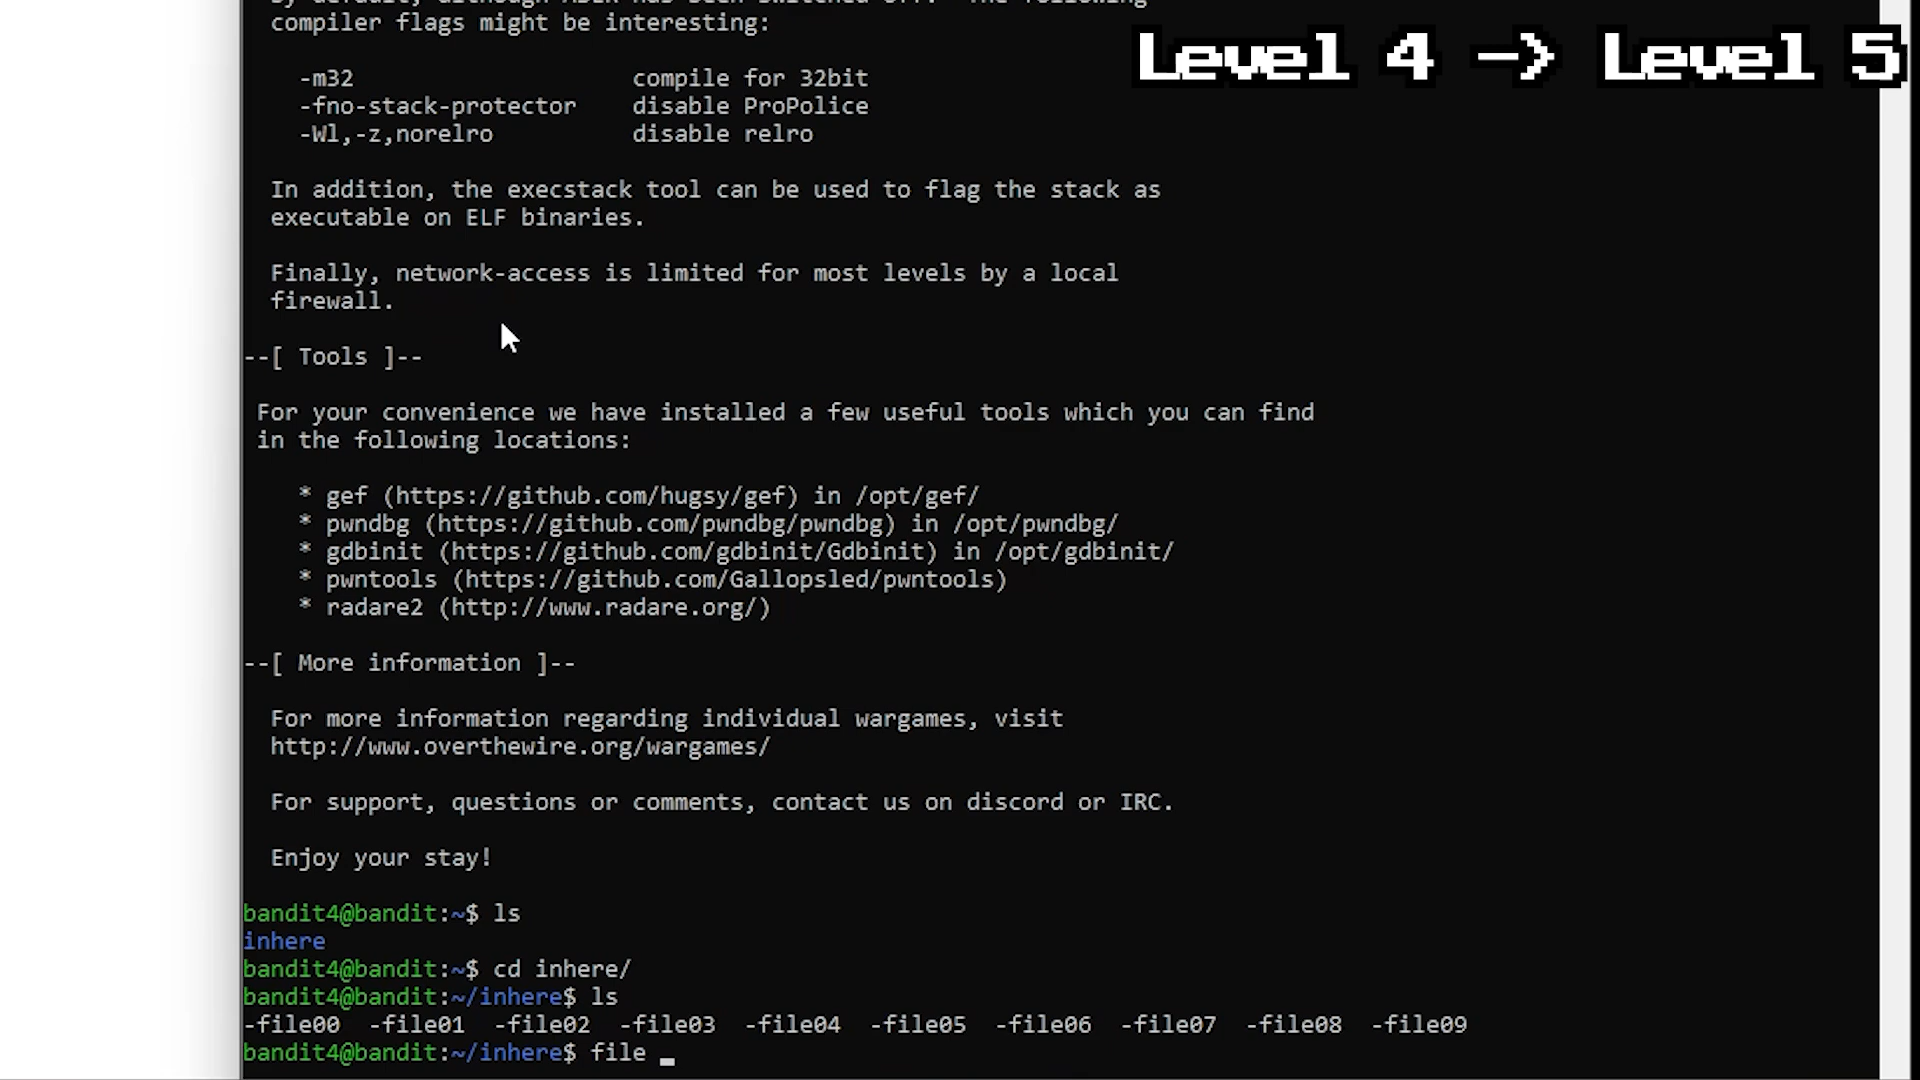 Level 4 -> Level 5
compiler flags might be interesting:
-m32 compile for 32bit
-fno-stack-protector disable ProPolice
-Wl,-z,norelro disable relro
In addition, the execstack tool can be used to flag the stack as
executable on ELF binaries.
Finally, network-access is limited for most levels by a local
firewall.
--[ Tools ]--
For your convenience we have installed a few useful tools which you can find
in the following locations:
* gef (https://github.com/hugsy/gef) in /opt/gef/
* pwndbg (https://github.com/pwndbg/pwndbg) in /opt/pwndbg/
* gdbinit (https://github.com/gdbinit/Gdbinit) in /opt/gdbinit/
* pwntools (https://github.com/Gallopsled/pwntools)
* radare2 (http://www.radare.org/)
--[ More information ]--
For more information regarding individual wargames, visit
http://www.overthewire.org/wargames/
For support, questions or comments, contact us on discord or IRC.
Enjoy your stay!
bandit4@bandit:~$ ls
inhere
bandit4@bandit:~$ cd inhere/
bandit4@bandit:~/inhere$ ls
-file00 -file01 -file02 -file03 -file04 -file05 -file06 -file07 -file08 -file09
bandit4@bandit:~/inhere$ file _